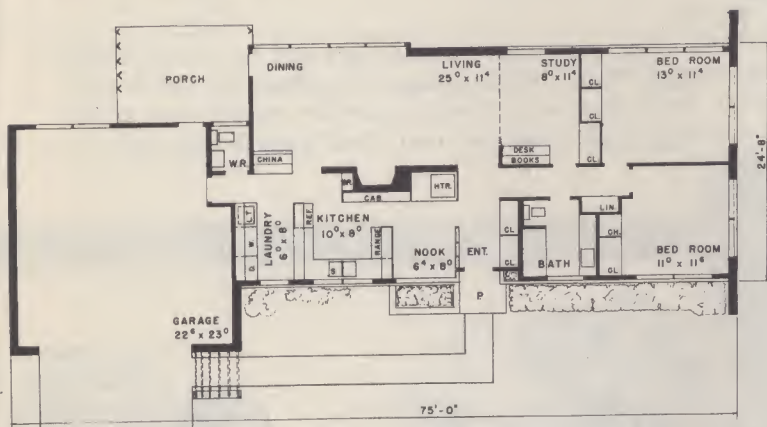 PORCH
DINING
LIVING
25⁰ x 11⁴
STUDY
8⁰ x 11⁴
BED ROOM
13⁰ x 11⁴
CL.
CL.
CL.
24'-8"
W.R.
CHINA
DESK
BOOKS
CAB.
HTR.
L.T.
W.
D.
LAUNDRY
6⁰ x 8⁰
REF.
KITCHEN
10⁰ x 8⁰
RANGE
S
NOOK
6⁴ x 8⁰
ENT.
P
CL
CL.
BATH
LIN.
CH.
CL
BED ROOM
11⁰ x 11⁶
GARAGE
22⁶ x 23⁰
75'-0"